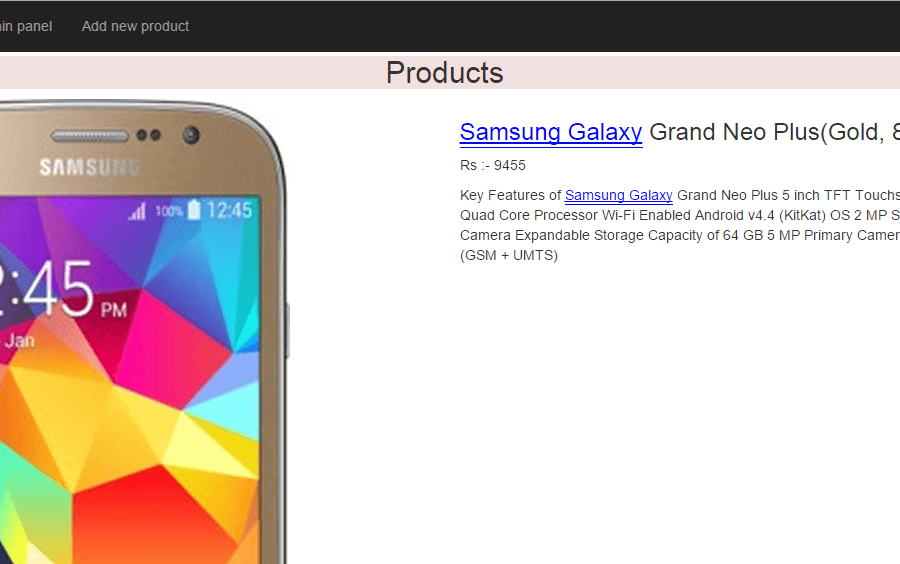 in panel Add new product
Products
Samsung Galaxy Grand Neo Plus(Gold, 8
Rs :- 9455
Key Features of Samsung Galaxy Grand Neo Plus 5 inch TFT Touchs
Quad Core Processor Wi-Fi Enabled Android v4.4 (KitKat) OS 2 MP S
Camera Expandable Storage Capacity of 64 GB 5 MP Primary Camer
(GSM + UMTS)
SAMSUNG
100% 12:45
2:45 PM
Jan